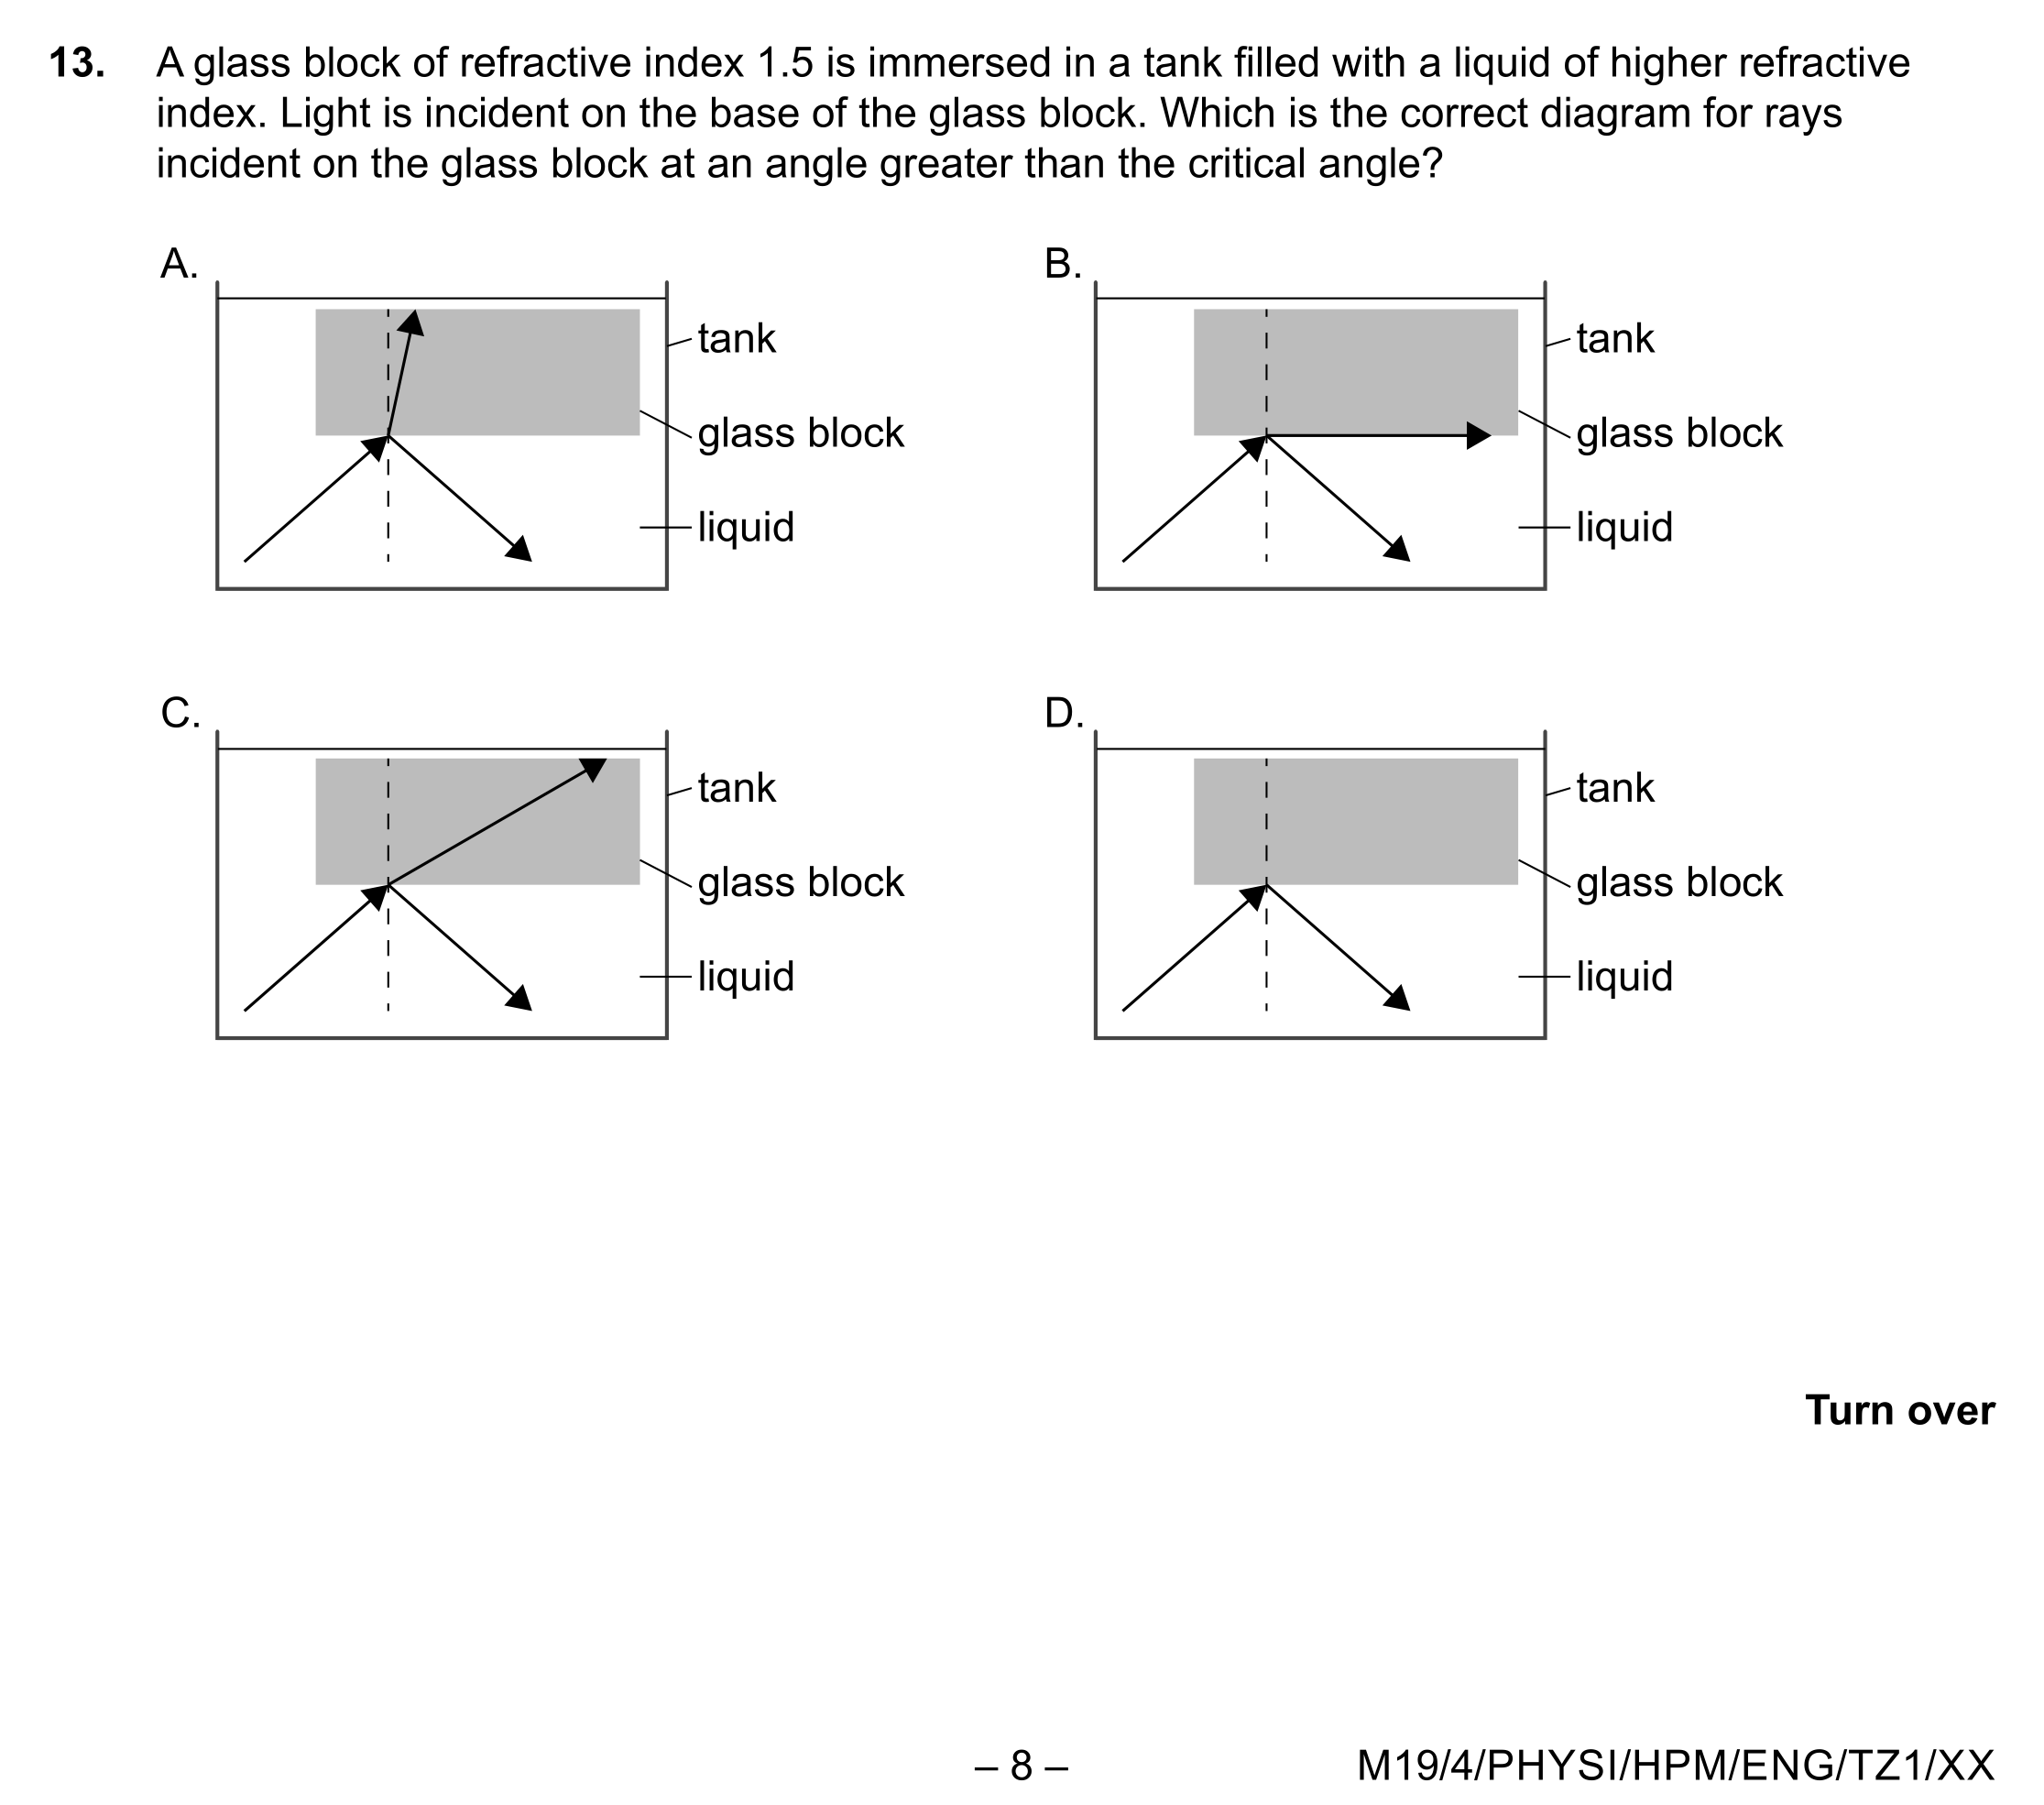 13. A glass block of refractive index 1.5 is immersed in a tank filled with a liquid of higher refractive
index. Light is incident on the base of the glass block. Which is the correct diagram for rays
incident on the glass block at an angle greater than the critical angle?
A.
tank
glass block
liquid
B.
tank
glass block
liquid
C.
tank
glass block
liquid
D.
tank
glass block
liquid
Turn over
– 8 –
M19/4/PHYSI/HPM/ENG/TZ1/XX